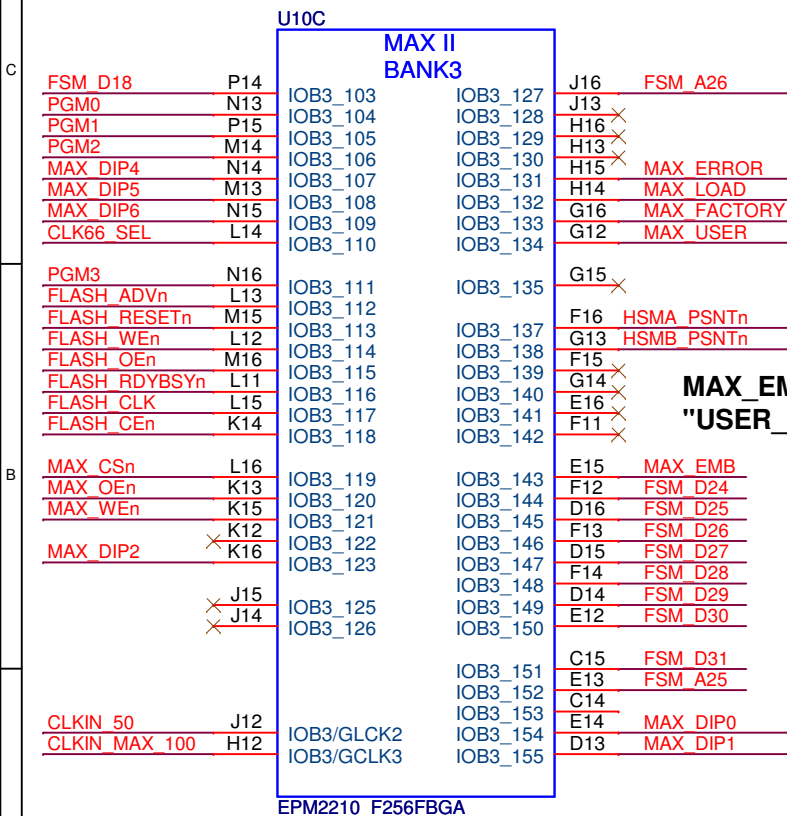 U10C
MAX II
BANK3
C
FSM_D18 P14 IOB3_103 IOB3_127 J16 FSM_A26
PGM0 N13 IOB3_104 IOB3_128 J13
PGM1 P15 IOB3_105 IOB3_129 H16
PGM2 M14 IOB3_106 IOB3_130 H13
MAX_DIP4 N14 IOB3_107 IOB3_131 H15 MAX_ERROR
MAX_DIP5 M13 IOB3_108 IOB3_132 H14 MAX_LOAD
MAX_DIP6 N15 IOB3_109 IOB3_133 G16 MAX_FACTORY
CLK66_SEL L14 IOB3_110 IOB3_134 G12 MAX_USER
PGM3 N16 IOB3_111 IOB3_135 G15
FLASH_ADVn L13 IOB3_112
FLASH_RESETn M15 IOB3_113 IOB3_137 F16 HSMA_PSNTn
FLASH_WEn L12 IOB3_114 IOB3_138 G13 HSMB_PSNTn
FLASH_OEn M16 IOB3_115 IOB3_139 F15
FLASH_RDYBSYn L11 IOB3_116 IOB3_140 G14
FLASH_CLK L15 IOB3_117 IOB3_141 E16
FLASH_CEn K14 IOB3_118 IOB3_142 F11
MAX_EM
"USER_
B
MAX_CSn L16 IOB3_119 IOB3_143 E15 MAX_EMB
MAX_OEn K13 IOB3_120 IOB3_144 F12 FSM_D24
MAX_WEn K15 IOB3_121 IOB3_145 D16 FSM_D25
K12 IOB3_122 IOB3_146 F13 FSM_D26
MAX_DIP2 K16 IOB3_123 IOB3_147 D15 FSM_D27
IOB3_148 F14 FSM_D28
J15 IOB3_125 IOB3_149 D14 FSM_D29
J14 IOB3_126 IOB3_150 E12 FSM_D30
IOB3_151 C15 FSM_D31
IOB3_152 E13 FSM_A25
IOB3_153 C14
CLKIN_50 J12 IOB3/GLCK2 IOB3_154 E14 MAX_DIP0
CLKIN_MAX_100 H12 IOB3/GCLK3 IOB3_155 D13 MAX_DIP1
EPM2210_F256FBGA